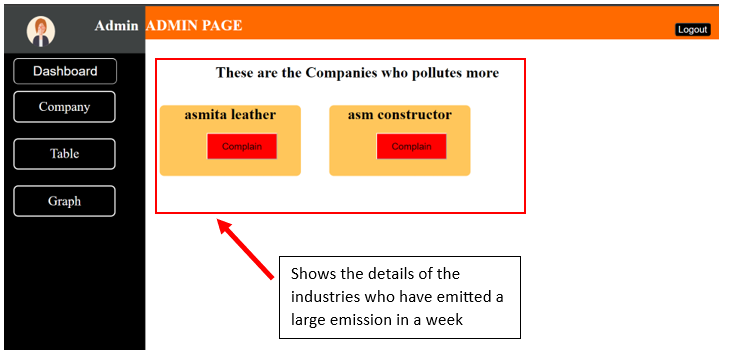 Admin
ADMIN PAGE
Logout
Dashboard
Company
Table
Graph
These are the Companies who pollutes more
asmita leather
Complain
asm constructor
Complain
Shows the details of the
industries who have emitted a
large emission in a week